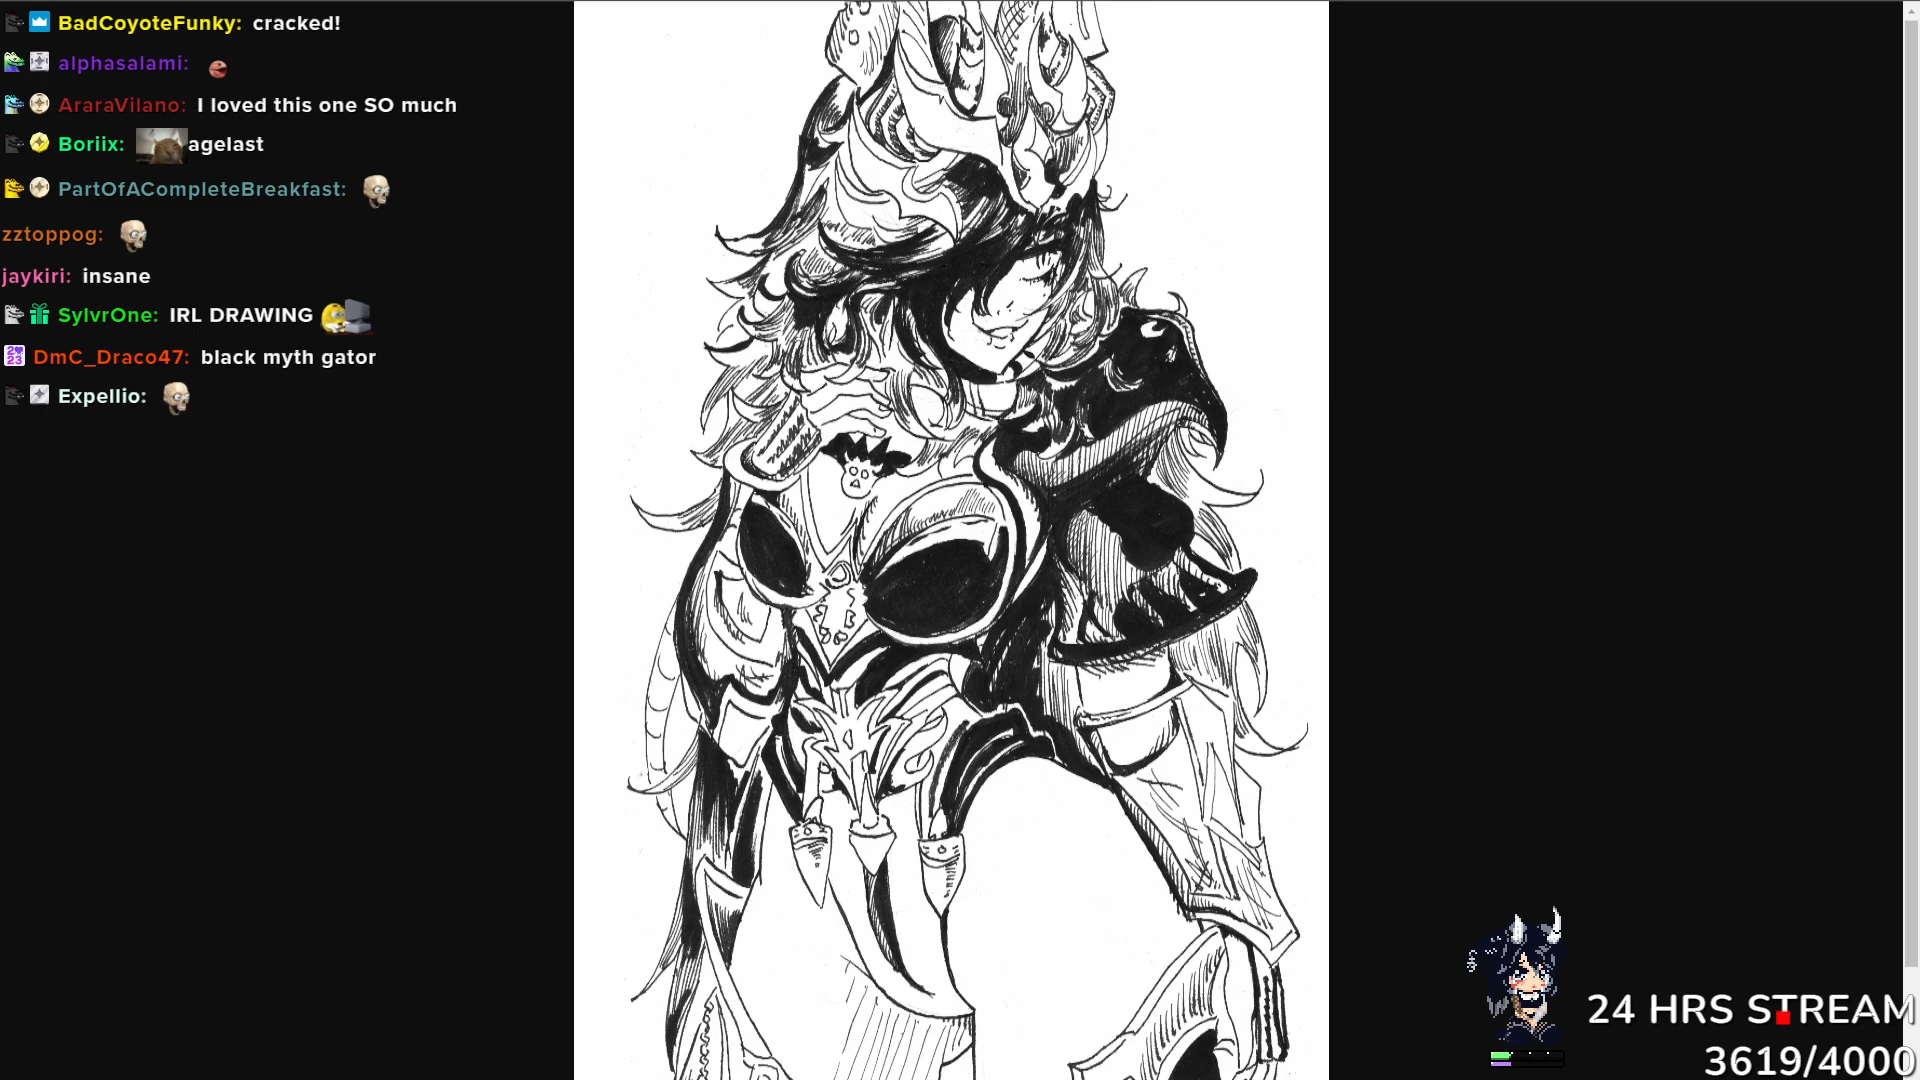 BadCoyoteFunky: cracked!
alphasalami:
AraraVilano: I loved this one SO much
Boriix: agelast
PartOfACompleteBreakfast:
zztoppog:
jaykiri: insane
SylvrOne: IRL DRAWING
DmC_Draco47: black myth gator
Expellio:
24 HRS STREAM
3619/4000